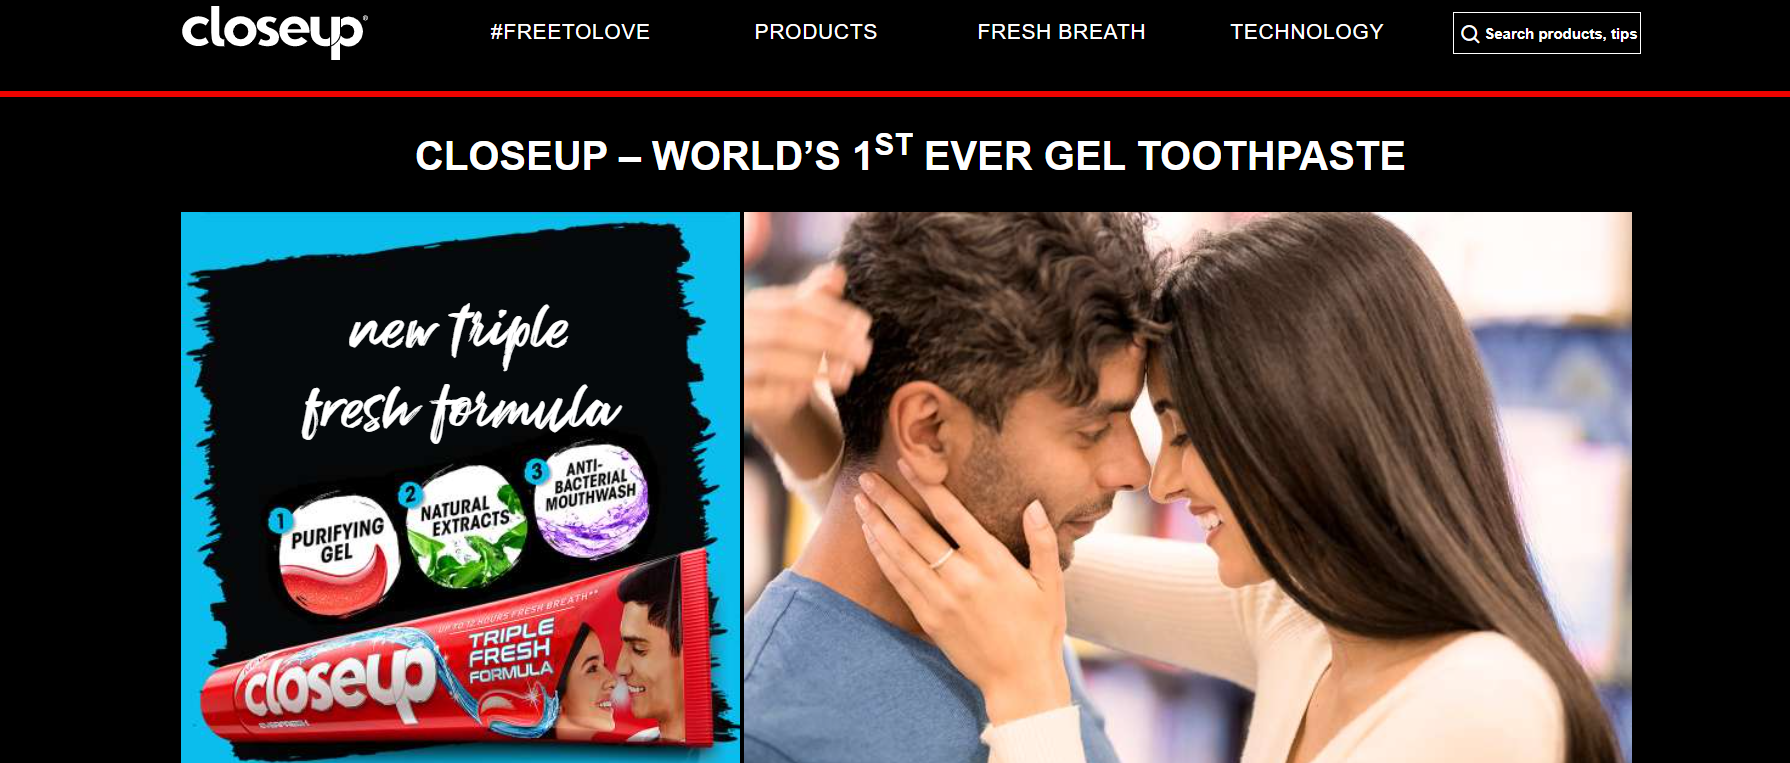 closeup®
#FREETOLOVE
PRODUCTS
FRESH BREATH
TECHNOLOGY
Search products, tips
CLOSEUP – WORLD’S 1ST EVER GEL TOOTHPASTE
new triple
fresh formula
1
PURIFYING
GEL
2
NATURAL
EXTRACTS
3
ANTI-
BACTERIAL
MOUTHWASH
UP TO 12 HOURS FRESH BREATH**
TRIPLE
FRESH
FORMULA
closeup